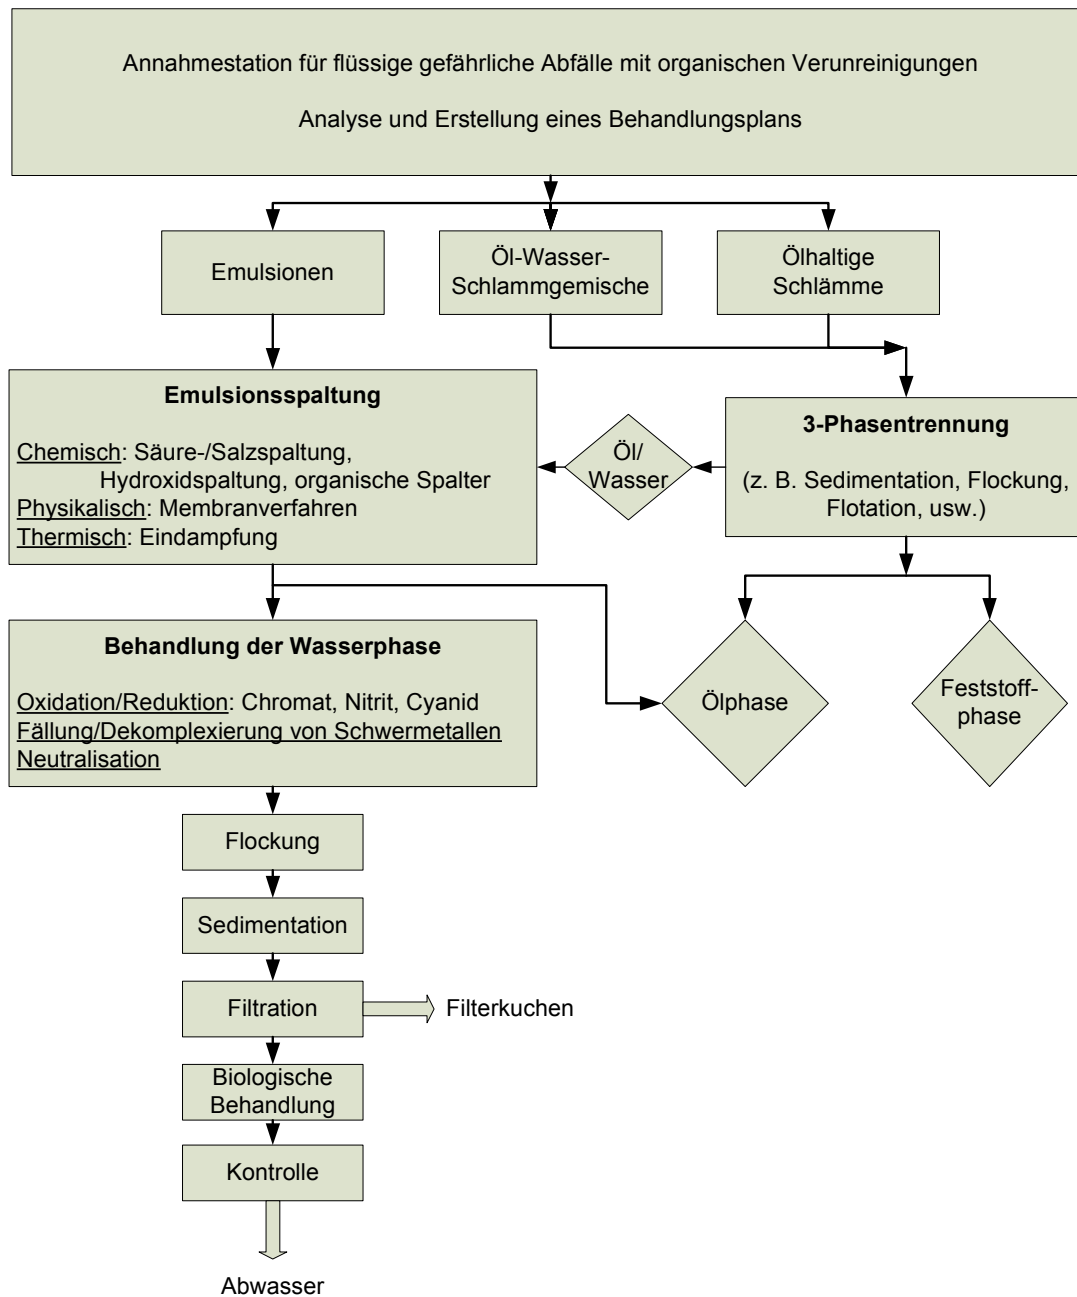 Annahmestation für flüssige gefährliche Abfälle mit organischen Verunreinigungen
Analyse und Erstellung eines Behandlungsplans
Emulsionen
Öl-Wasser-
Schlammgemische
Ölhaltige
Schlämme
Emulsionsspaltung
Chemisch: Säure-/Salzspaltung,
Hydroxidspaltung, organische Spalter
Physikalisch: Membranverfahren
Thermisch: Eindampfung
Öl/
Wasser
3-Phasentrennung
(z. B. Sedimentation, Flockung,
Flotation, usw.)
Behandlung der Wasserphase
Oxidation/Reduktion: Chromat, Nitrit, Cyanid
Fällung/Dekomplexierung von Schwermetallen
Neutralisation
Ölphase
Feststoff-
phase
Flockung
Sedimentation
Filtration
Filterkuchen
Biologische
Behandlung
Kontrolle
Abwasser